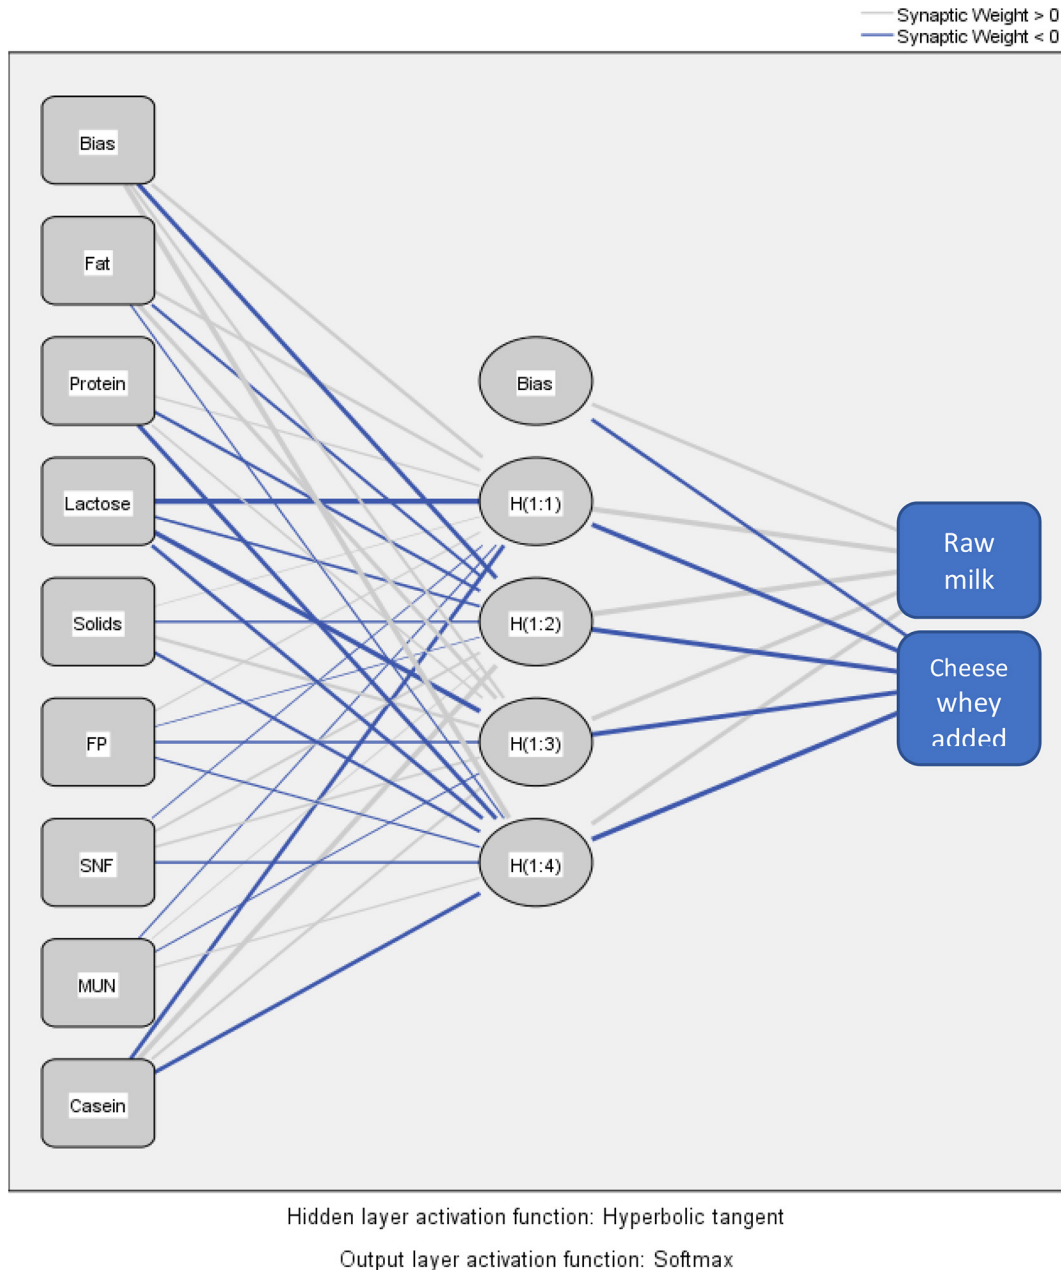 Synaptic Weight > 0
Synaptic Weight < 0
Bias
Fat
Protein
Lactose
Solids
FP
SNF
MUN
Casein
Bias
H(1:1)
H(1:2)
H(1:3)
H(1:4)
Raw
milk
Cheese
whey
added
Hidden layer activation function: Hyperbolic tangent
Output layer activation function: Softmax